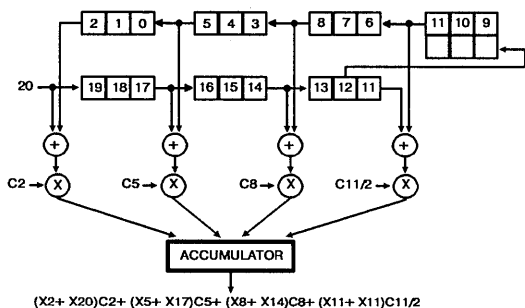 2 1 0 5 4 3 8 7 6 11 10 9
20 19 18 17 16 15 14 13 12 11
+ + + +
C2 X C5 X C8 X C11/2 X
ACCUMULATOR
(X2+ X20)C2+ (X5+ X17)C5+ (X8+ X14)C8+ (X11+ X11)C11/2